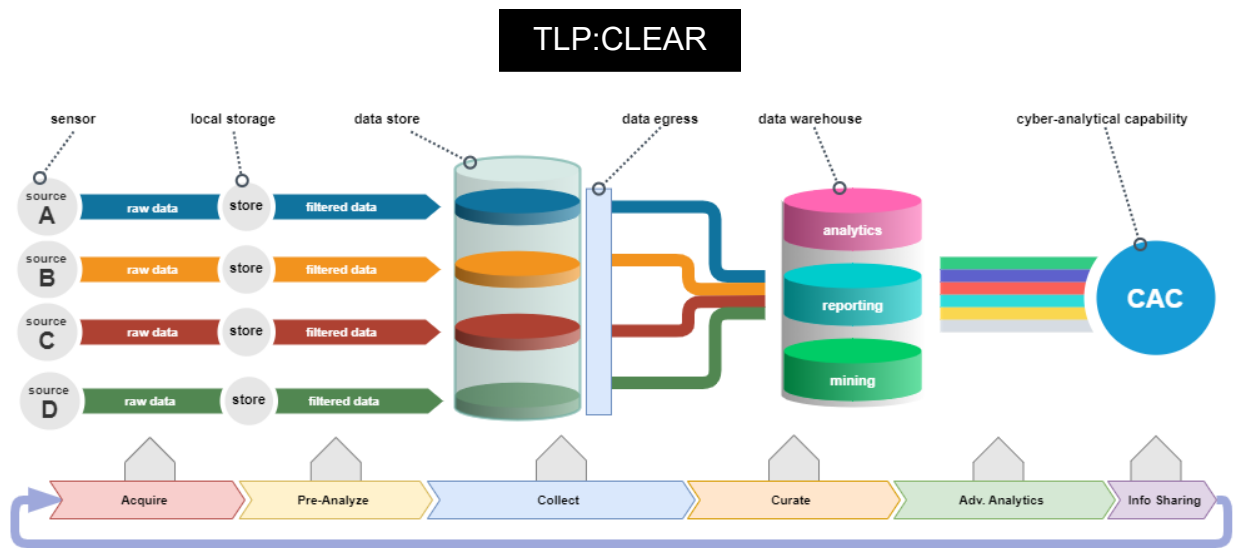 TLP:CLEAR
sensor
local storage
data store
data egress
data warehouse
cyber-analytical capability
source
A
raw data
store
filtered data
source
B
raw data
store
filtered data
source
C
raw data
store
filtered data
source
D
raw data
store
filtered data
analytics
reporting
mining
CAC
Acquire
Pre-Analyze
Collect
Curate
Adv. Analytics
Info Sharing